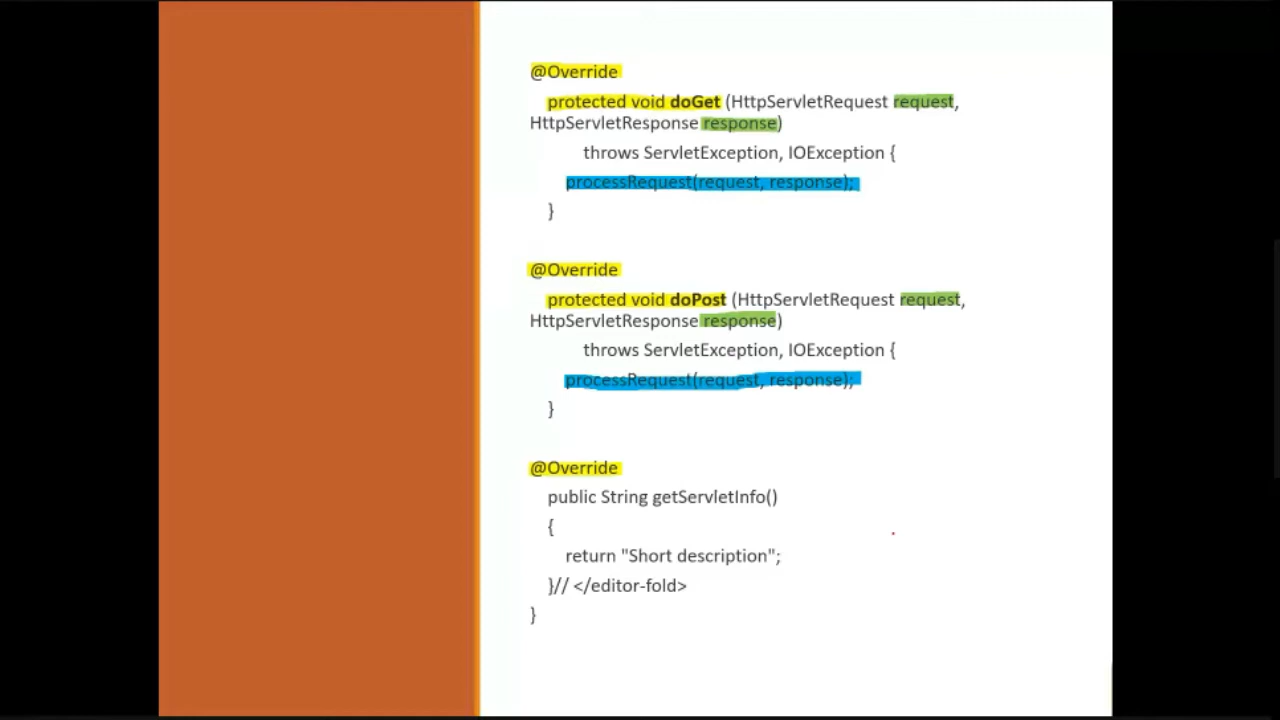 @Override
protected void doGet (HttpServletRequest request,
HttpServletResponse response)
throws ServletException, IOException {
processRequest(request, response);
}
@Override
protected void doPost (HttpServletRequest request,
HttpServletResponse response)
throws ServletException, IOException {
processRequest(request, response);
}
@Override
public String getServletInfo()
{
return "Short description";
}// </editor-fold>
}